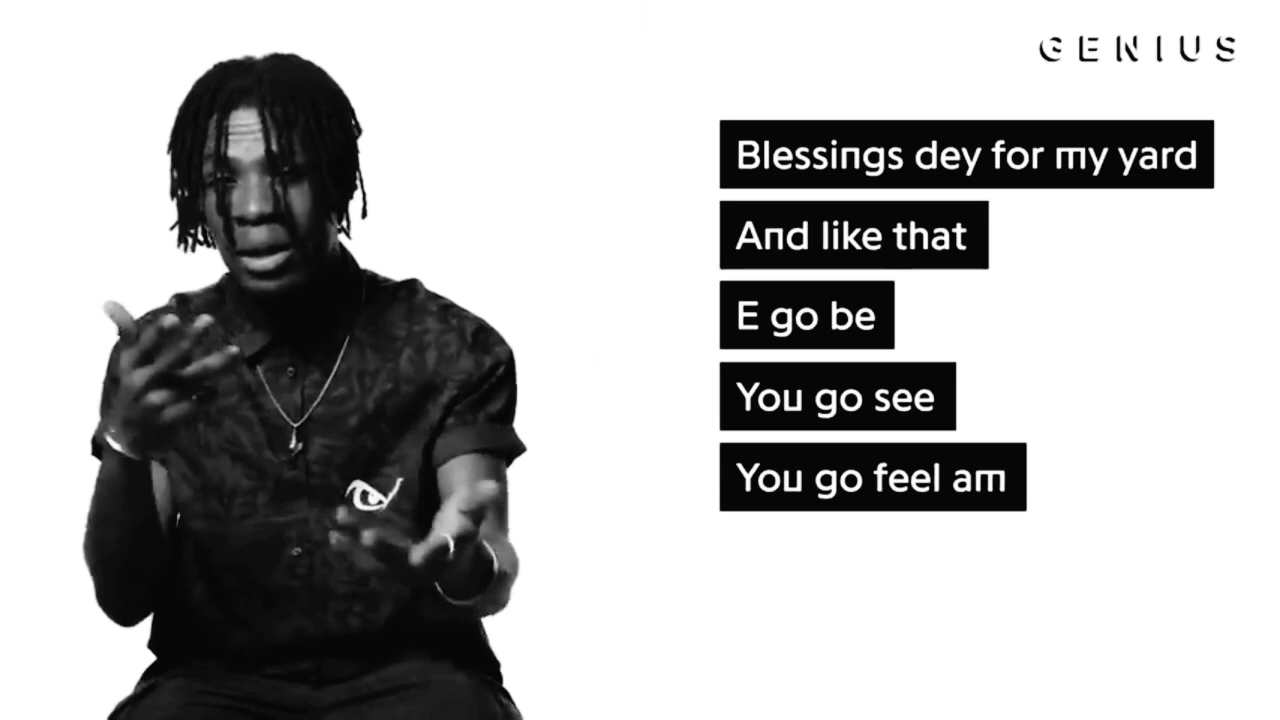 GENIUS
Blessings dey for my yard
And like that
E go be
You go see
You go feel am